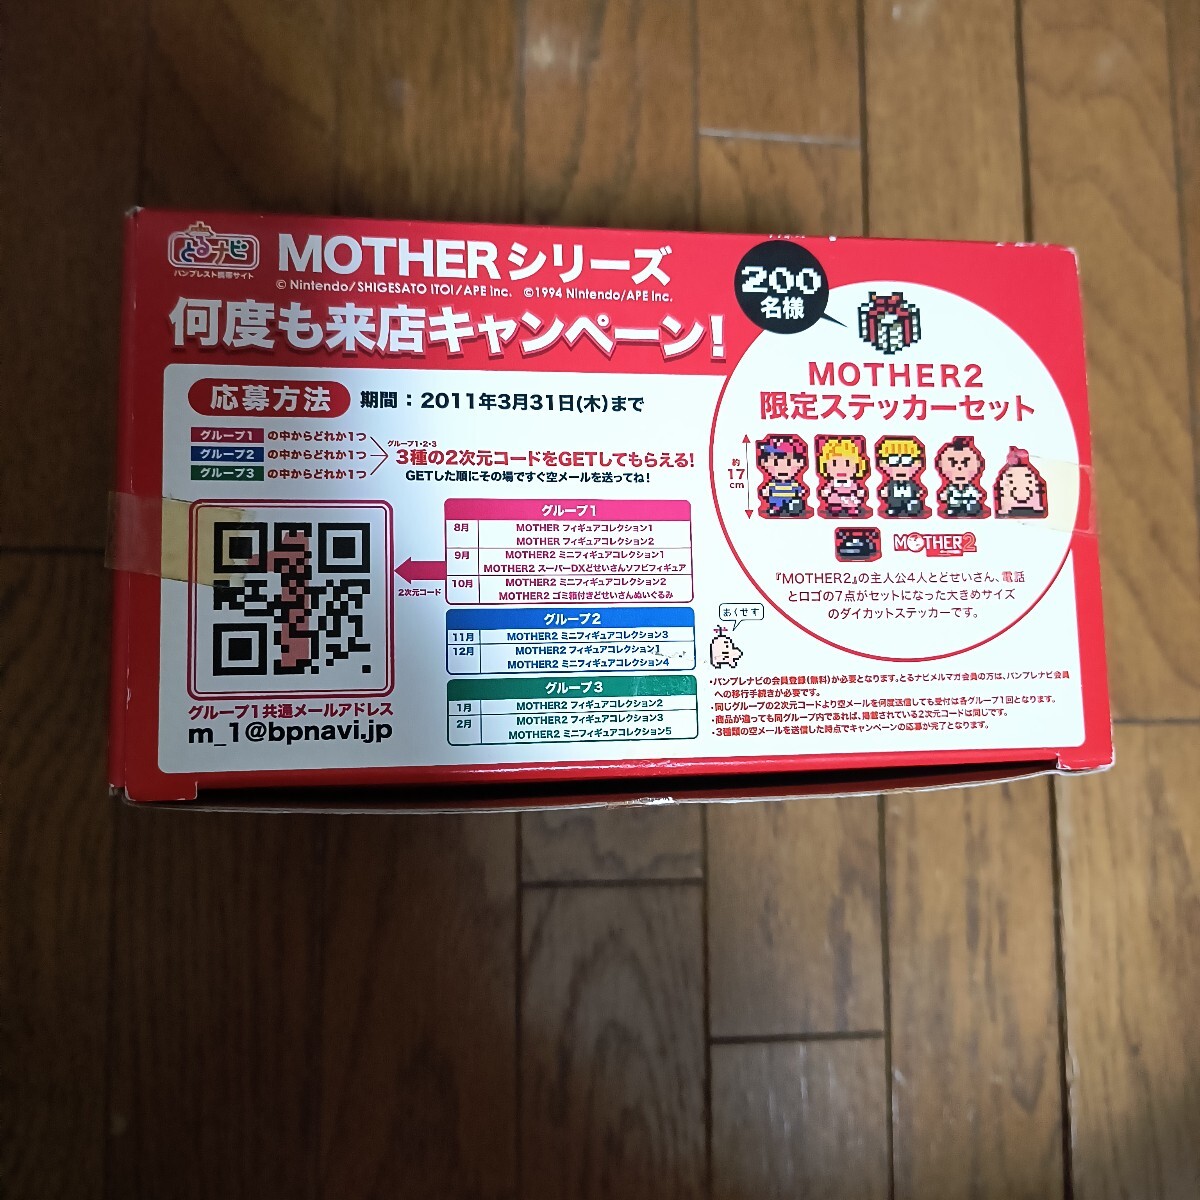 とるナビ
バンプレスト携帯サイト
MOTHERシリーズ
© Nintendo/SHIGESATO ITOI/APE inc. ©1994 Nintendo/APE inc.
何度も来店キャンペーン!
200
名様
MOTHER2
限定ステッカーセット
約
17
cm
MOTHER2
『MOTHER2』の主人公4人とどせいさん、電話
とロゴの7点がセットになった大きめサイズ
のダイカットステッカーです。
応募方法
期間：2011年3月31日(木)まで
グループ1 の中からどれか1つ
グループ2 の中からどれか1つ
グループ3 の中からどれか1つ
グループ1・2・3
3種の2次元コードをGETしてもらえる!
GETした順にその場ですぐ空メールを送ってね!
2次元コード
グループ1共通メールアドレス
m_1@bpnavi.jp
グループ1
8月 MOTHER フィギュアコレクション1
MOTHER フィギュアコレクション2
9月 MOTHER2 ミニフィギュアコレクション1
MOTHER2 スーパーDXどせいさんソフビフィギュア
10月 MOTHER2 ミニフィギュアコレクション2
MOTHER2 ゴミ箱付きどせいさんぬいぐるみ
グループ2
11月 MOTHER2 ミニフィギュアコレクション3
12月 MOTHER2 フィギュアコレクション1
MOTHER2 ミニフィギュアコレクション4
グループ3
1月 MOTHER2 フィギュアコレクション2
2月 MOTHER2 フィギュアコレクション3
MOTHER2 ミニフィギュアコレクション5
あくせす
・バンプレナビの会員登録(無料)が必要となります。とるナビメルマガ会員の方は、バンプレナビ会員
への移行手続きが必要です。
・同じグループの2次元コードより空メールを何度送信しても受付は各グループ1回となります。
・商品が違っても同グループ内であれば、掲載されている2次元コードは同じです。
・3種類の空メールを送信した時点でキャンペーンの応募が完了となります。